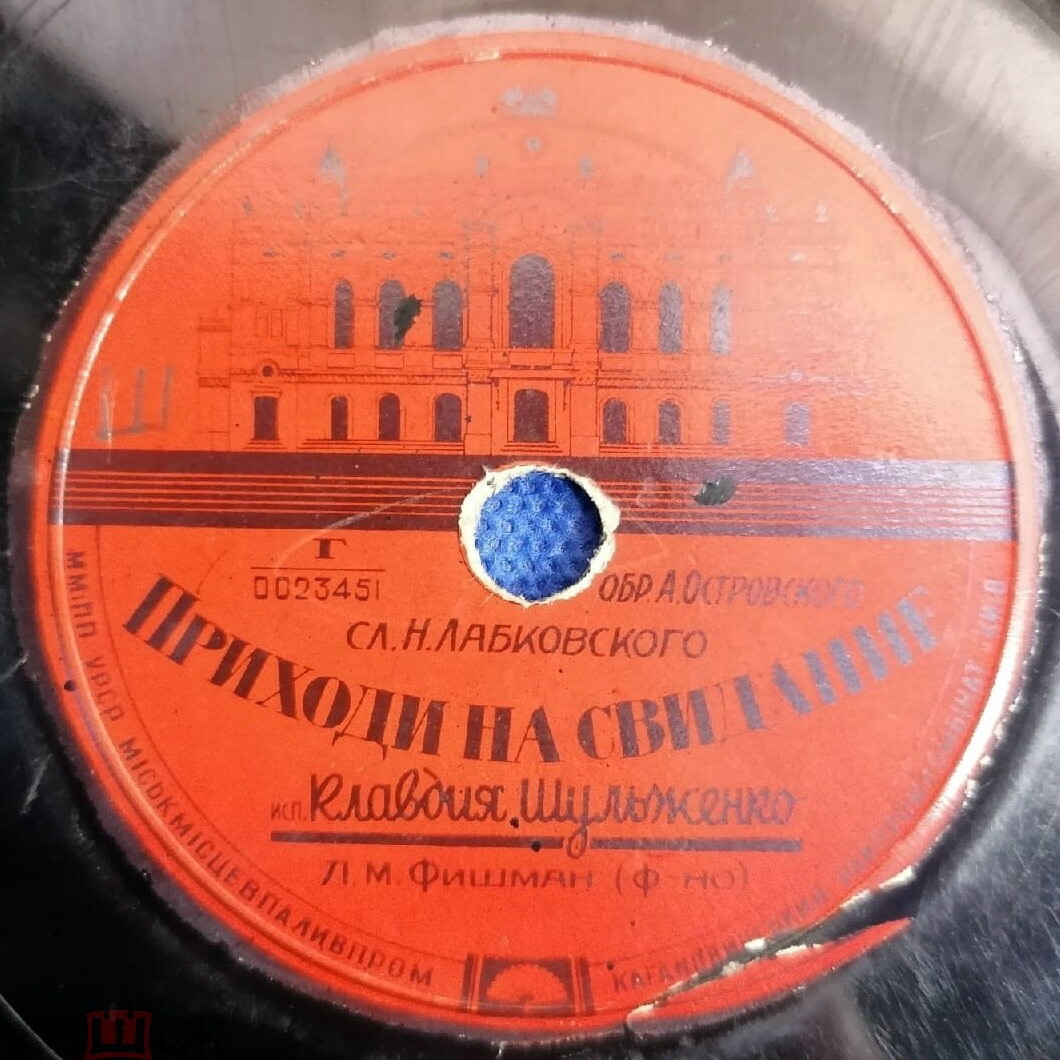 Ш
Г
0023451
ОБР. А. ОСТРОВСКОГО
СЛ. Н. ЛАБКОВСКОГО
ПРИХОДИ НА СВИДАНИЕ
исп. Клавдия Шульженко
Л. М. ФИШМАН (Ф-НО)
ММПП УРСР МІСЬКМІСЦЕВПАЛИВПРОМ